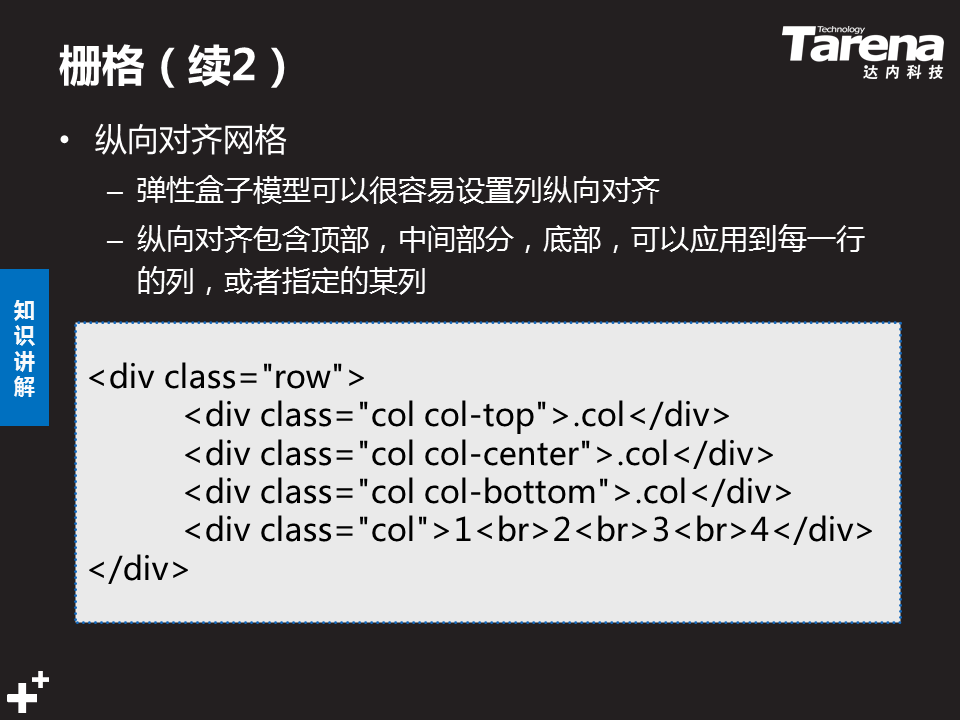 栅格（续2）
Technology
Tarena
达内科技
• 纵向对齐网格
– 弹性盒子模型可以很容易设置列纵向对齐
– 纵向对齐包含顶部，中间部分，底部，可以应用到每一行
的列，或者指定的某列
知
识
讲
解
<div class="row">
<div class="col col-top">.col</div>
<div class="col col-center">.col</div>
<div class="col col-bottom">.col</div>
<div class="col">1<br>2<br>3<br>4</div>
</div>